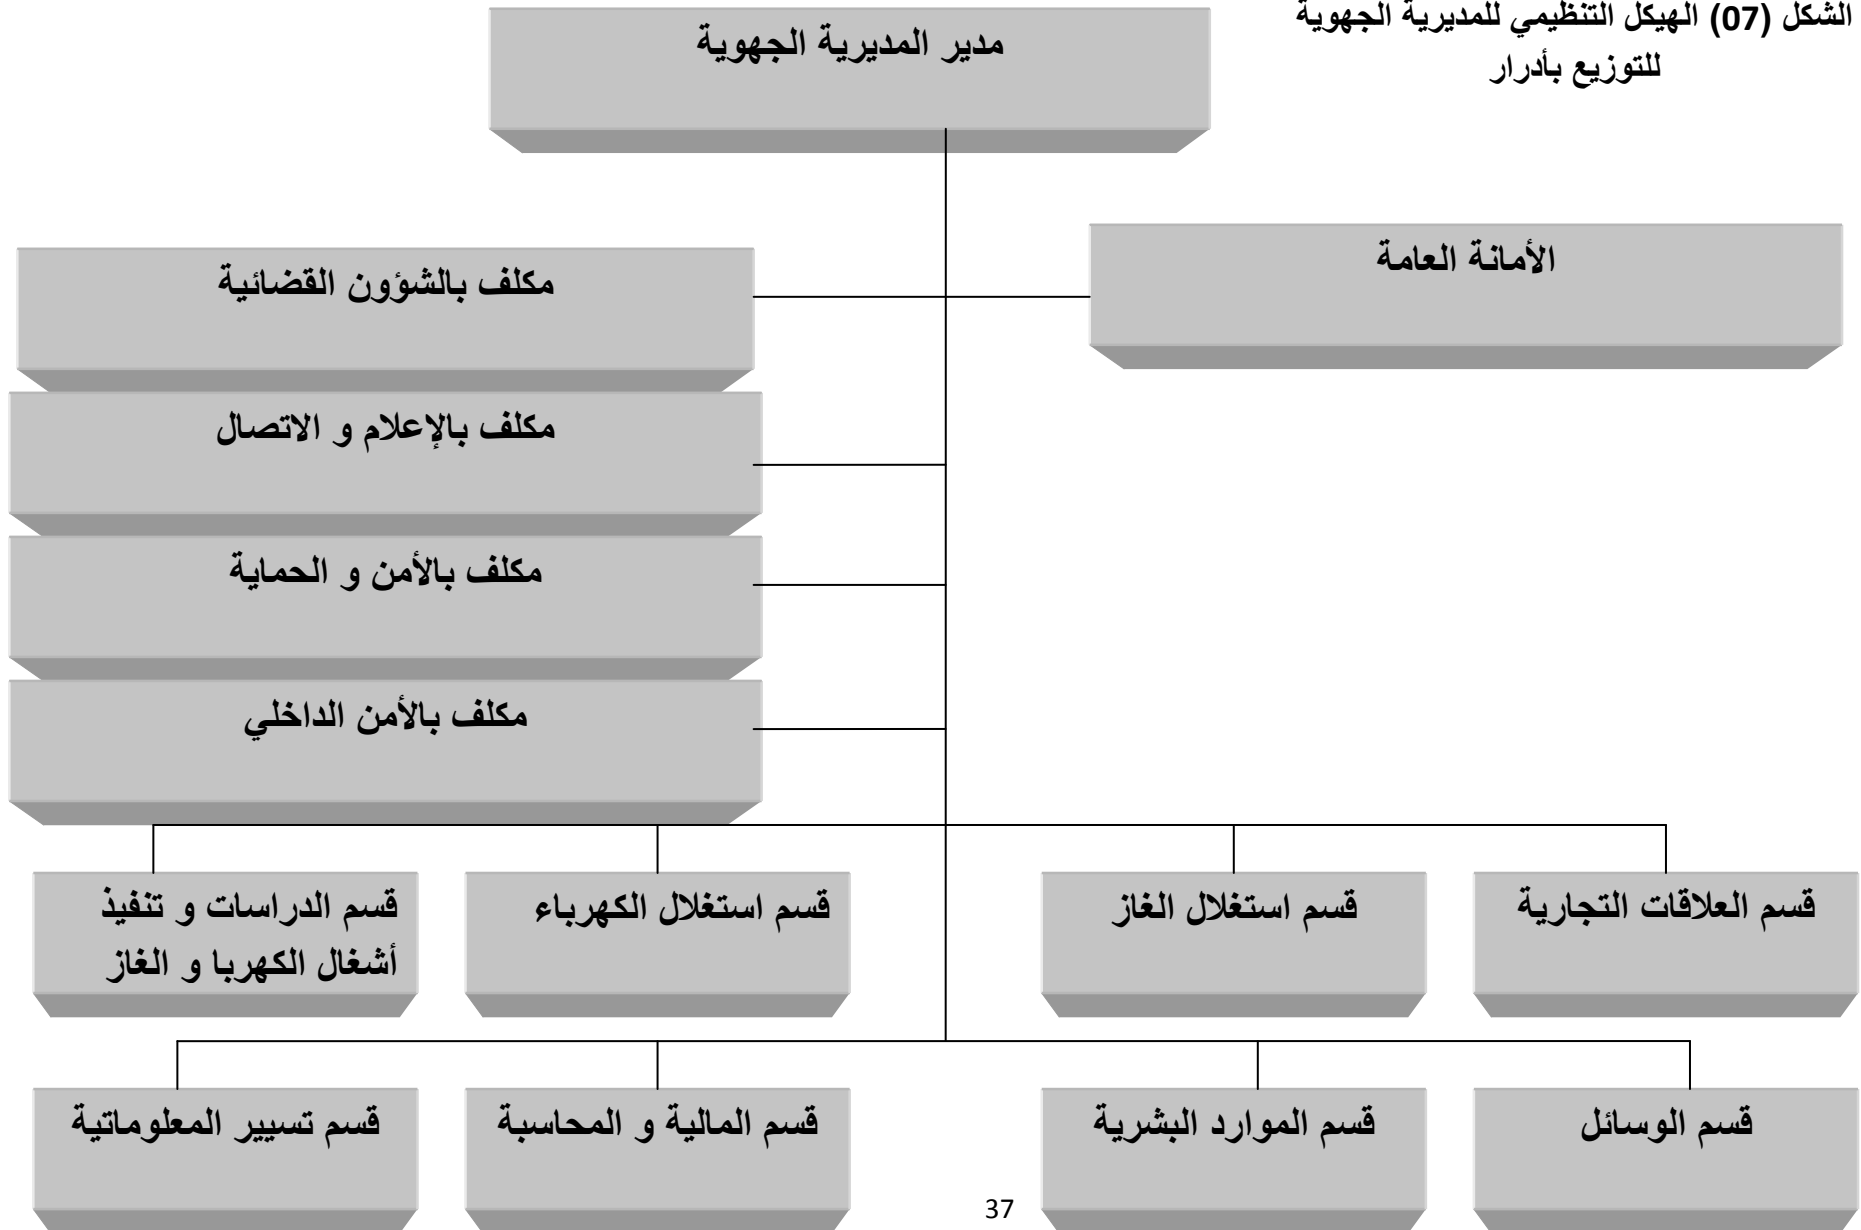 الشكل (07) الهيكل التنظيمي للمديرية الجهوية
للتوزيع بأدرار
مدير المديرية الجهوية
الأمانة العامة
مكلف بالشؤون القضائية
مكلف بالإعلام و الاتصال
مكلف بالأمن و الحماية
مكلف بالأمن الداخلي
قسم العلاقات التجارية
قسم استغلال الغاز
قسم استغلال الكهرباء
قسم الدراسات و تنفيذ
أشغال الكهربا و الغاز
قسم الوسائل
قسم الموارد البشرية
قسم المالية و المحاسبة
قسم تسيير المعلوماتية
37